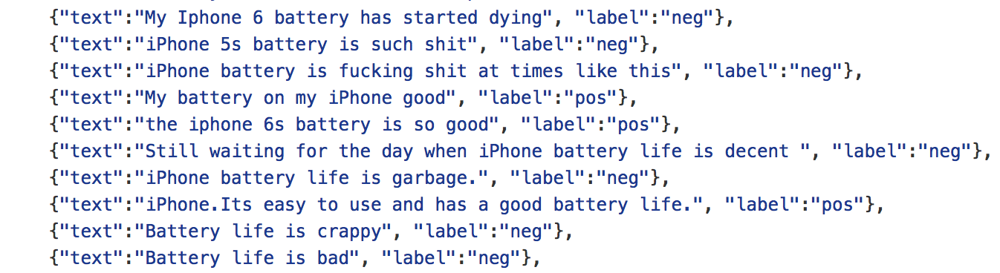 {"text":"My Iphone 6 battery has started dying", "label":"neg"},
{"text":"iPhone 5s battery is such shit", "label":"neg"},
{"text":"iPhone battery is fucking shit at times like this", "label":"neg"},
{"text":"My battery on my iPhone good", "label":"pos"},
{"text":"the iphone 6s battery is so good", "label":"pos"},
{"text":"Still waiting for the day when iPhone battery life is decent ", "label":"neg"},
{"text":"iPhone battery life is garbage.", "label":"neg"},
{"text":"iPhone.Its easy to use and has a good battery life.", "label":"pos"},
{"text":"Battery life is crappy", "label":"neg"},
{"text":"Battery life is bad", "label":"neg"},